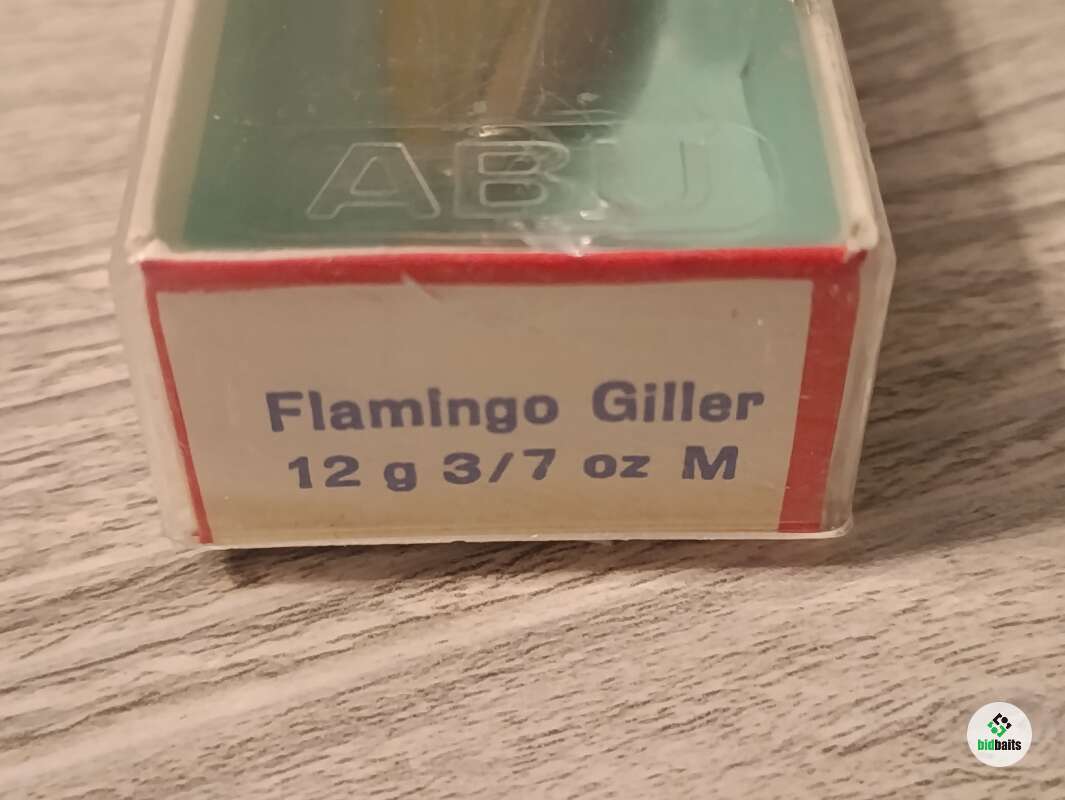 ABU
Flamingo Giller
12 g 3/7 oz M
bidbaits